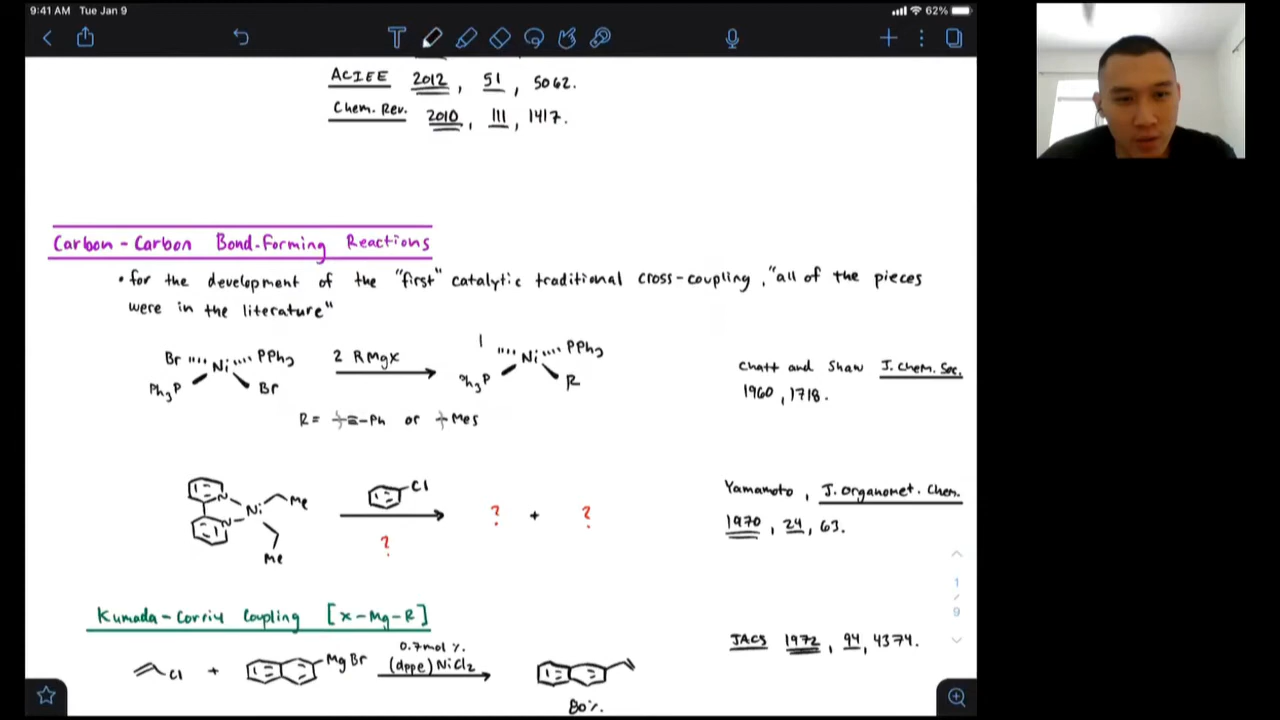 9:41 AM Tue Jan 9
62%
ACIEE 2012, 51, 5062.
Chem. Rev. 2010, 111, 1417.
Carbon-Carbon Bond-Forming Reactions
• for the development of the "first" catalytic traditional cross-coupling, "all of the pieces
were in the literature"
Br Ni PPh3 Ph3P Br
2 RMgX
Ni PPh3 Ph3P R
Chatt and Shaw J. Chem. Soc.
1960, 1718.
R = ≡-Ph or Mes
N N Ni Me Me
Cl
?
? + ?
Yamamoto, J. Organomet. Chem.
1970, 24, 63.
1
/
9
Kumada-Corriu Coupling [X-Mg-R]
JACS 1972, 94, 4374.
Cl + MgBr
0.7 mol %.
(dppe)NiCl2
80%.